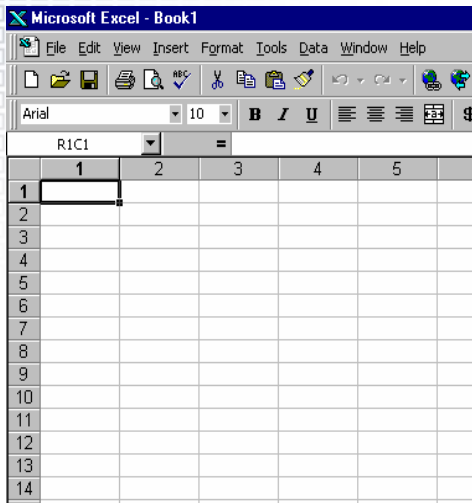 Microsoft Excel - Book1
File Edit View Insert Format Tools Data Window Help
ABC
Arial 10 B I U a $
R1C1 =
1 2 3 4 5
1
2
3
4
5
6
7
8
9
10
11
12
13
14